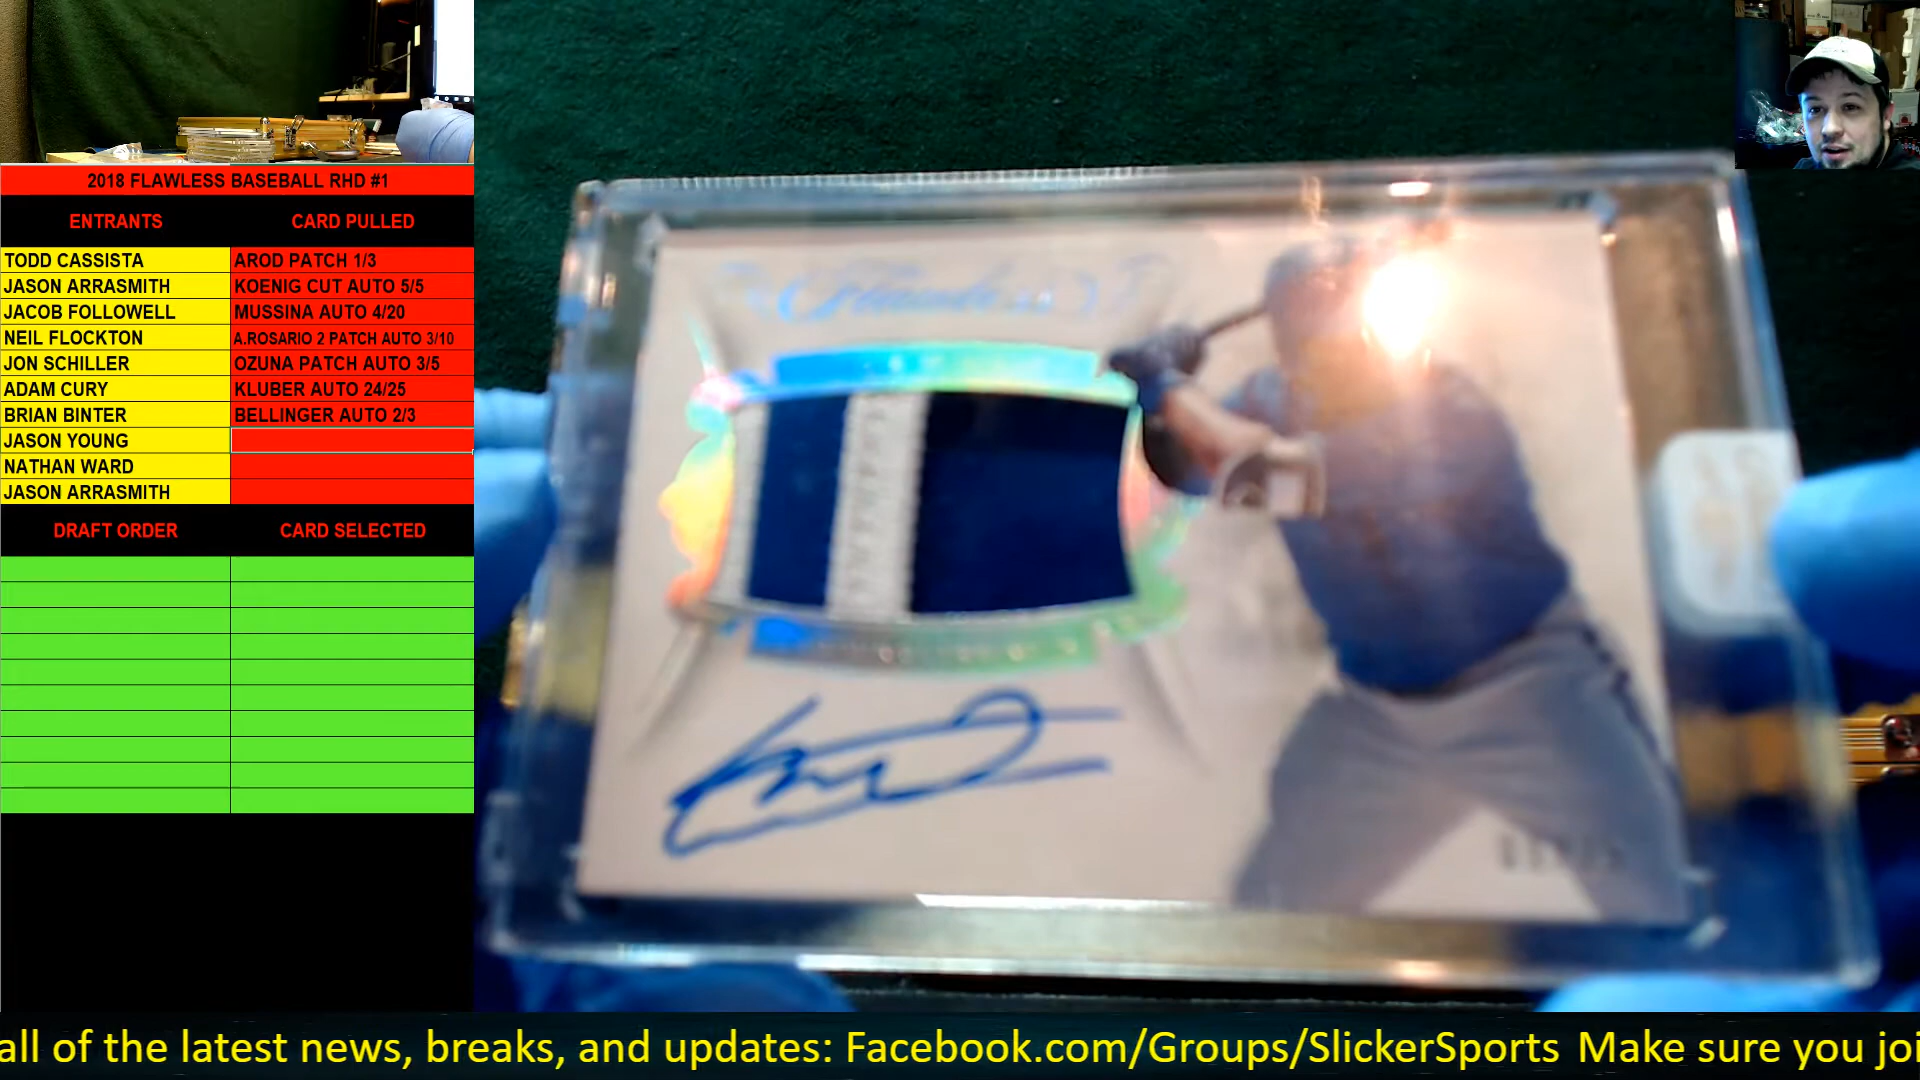 2018 FLAWLESS BASEBALL RHD #1
ENTRANTS CARD PULLED
TODD CASSISTA AROD PATCH 1/3
JASON ARRASMITH KOENIG CUT AUTO 5/5
JACOB FOLLOWELL MUSSINA AUTO 4/20
NEIL FLOCKTON A.ROSARIO 2 PATCH AUTO 3/10
JON SCHILLER OZUNA PATCH AUTO 3/5
ADAM CURY KLUBER AUTO 24/25
BRIAN BINTER BELLINGER AUTO 2/3
JASON YOUNG
NATHAN WARD
JASON ARRASMITH
DRAFT ORDER CARD SELECTED
Flawless
all of the latest news, breaks, and updates: Facebook.com/Groups/SlickerSports Make sure you joi